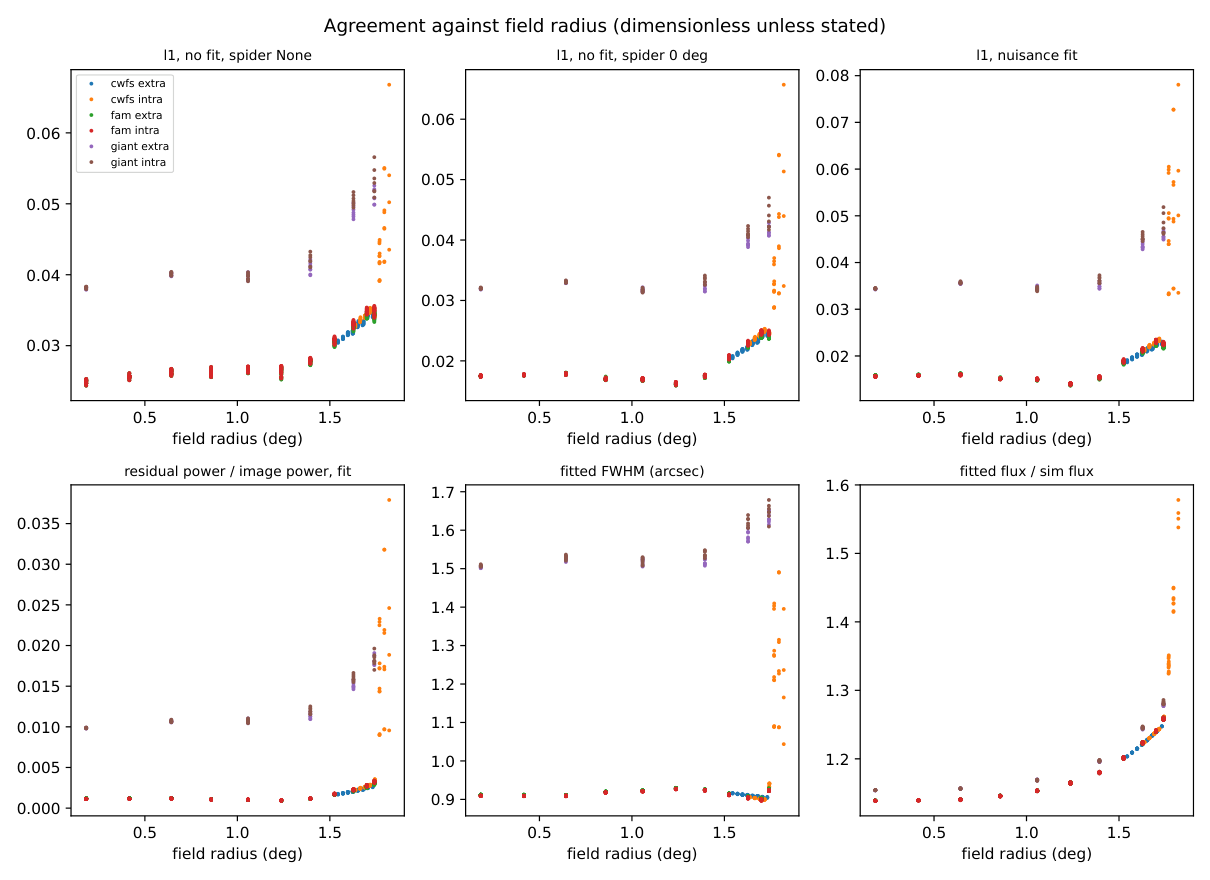 Agreement against field radius (dimensionless unless stated)
l1, no fit, spider None
l1, no fit, spider 0 deg
l1, nuisance fit
cwfs extra
cwfs intra
fam extra
fam intra
giant extra
giant intra
0.06
0.05
0.04
0.03
0.5
1.0
1.5
field radius (deg)
0.06
0.05
0.04
0.03
0.02
0.5
1.0
1.5
field radius (deg)
0.08
0.07
0.06
0.05
0.04
0.03
0.02
0.5
1.0
1.5
field radius (deg)
residual power / image power, fit
fitted FWHM (arcsec)
fitted flux / sim flux
0.035
0.030
0.025
0.020
0.015
0.010
0.005
0.000
0.5
1.0
1.5
field radius (deg)
1.7
1.6
1.5
1.4
1.3
1.2
1.1
1.0
0.9
0.5
1.0
1.5
field radius (deg)
1.6
1.5
1.4
1.3
1.2
0.5
1.0
1.5
field radius (deg)